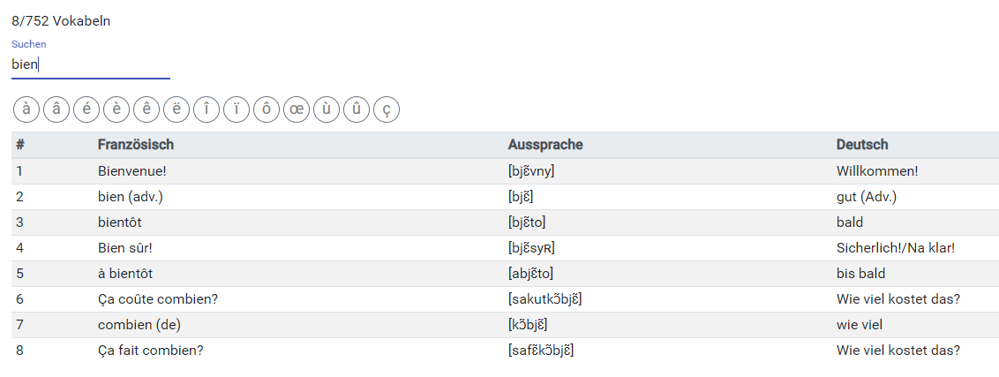 8/752 Vokabeln
Suchen
bien
à â é è ê ë î ï ô œ ù û ç
# Französisch Aussprache Deutsch
1 Bienvenue! [bjɛ̃vny] Willkommen!
2 bien (adv.) [bjɛ̃] gut (Adv.)
3 bientôt [bjɛ̃to] bald
4 Bien sûr! [bjɛ̃syʀ] Sicherlich!/Na klar!
5 à bientôt [abjɛ̃to] bis bald
6 Ça coûte combien? [sakutkɔ̃bjɛ̃] Wie viel kostet das?
7 combien (de) [kɔ̃bjɛ̃] wie viel
8 Ça fait combien? [safɛ̃kɔ̃bjɛ̃] Wie viel kostet das?